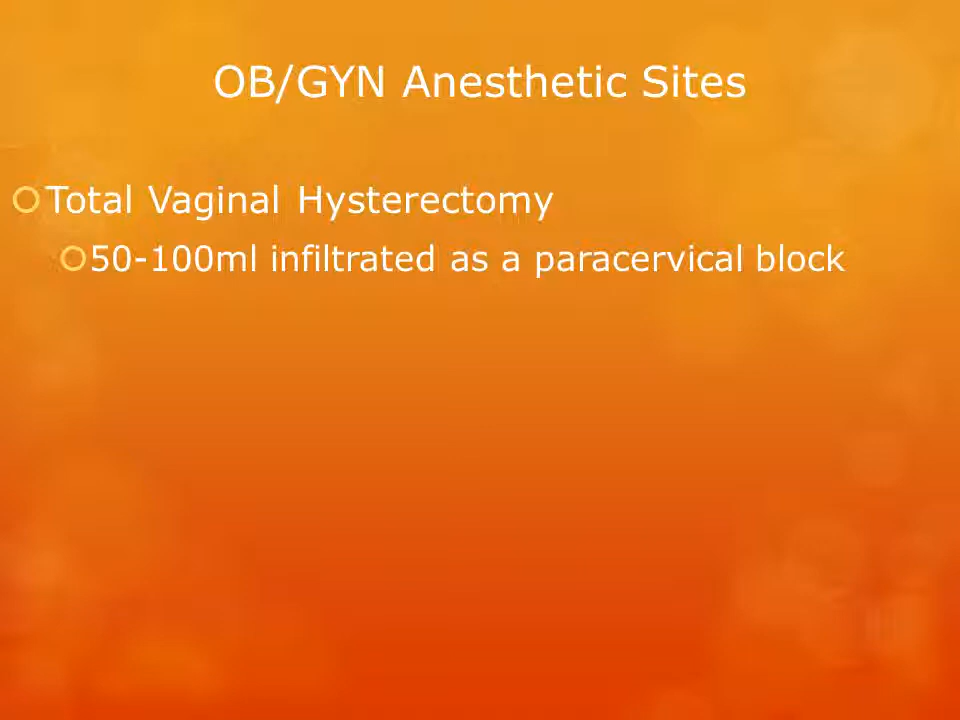 OB/GYN Anesthetic Sites
Total Vaginal Hysterectomy
50-100ml infiltrated as a paracervical block